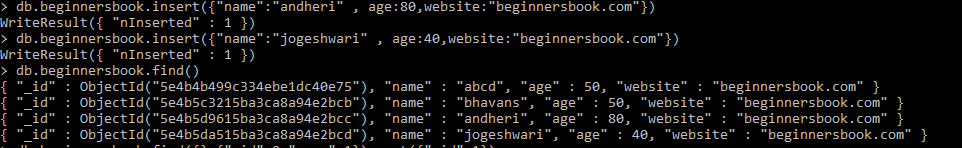 > db.beginnersbook.insert({"name":"andheri" , age:80,website:"beginnersbook.com"})
WriteResult({ "nInserted" : 1 })
> db.beginnersbook.insert({"name":"jogeshwari" , age:40,website:"beginnersbook.com"})
WriteResult({ "nInserted" : 1 })
> db.beginnersbook.find()
{ "_id" : ObjectId("5e4b4b499c334ebe1dc40e75"), "name" : "abcd", "age" : 50, "website" : "beginnersbook.com" }
{ "_id" : ObjectId("5e4b5c3215ba3ca8a94e2bcb"), "name" : "bhavans", "age" : 50, "website" : "beginnersbook.com" }
{ "_id" : ObjectId("5e4b5d9615ba3ca8a94e2bcc"), "name" : "andheri", "age" : 80, "website" : "beginnersbook.com" }
{ "_id" : ObjectId("5e4b5da515ba3ca8a94e2bcd"), "name" : "jogeshwari", "age" : 40, "website" : "beginnersbook.com" }